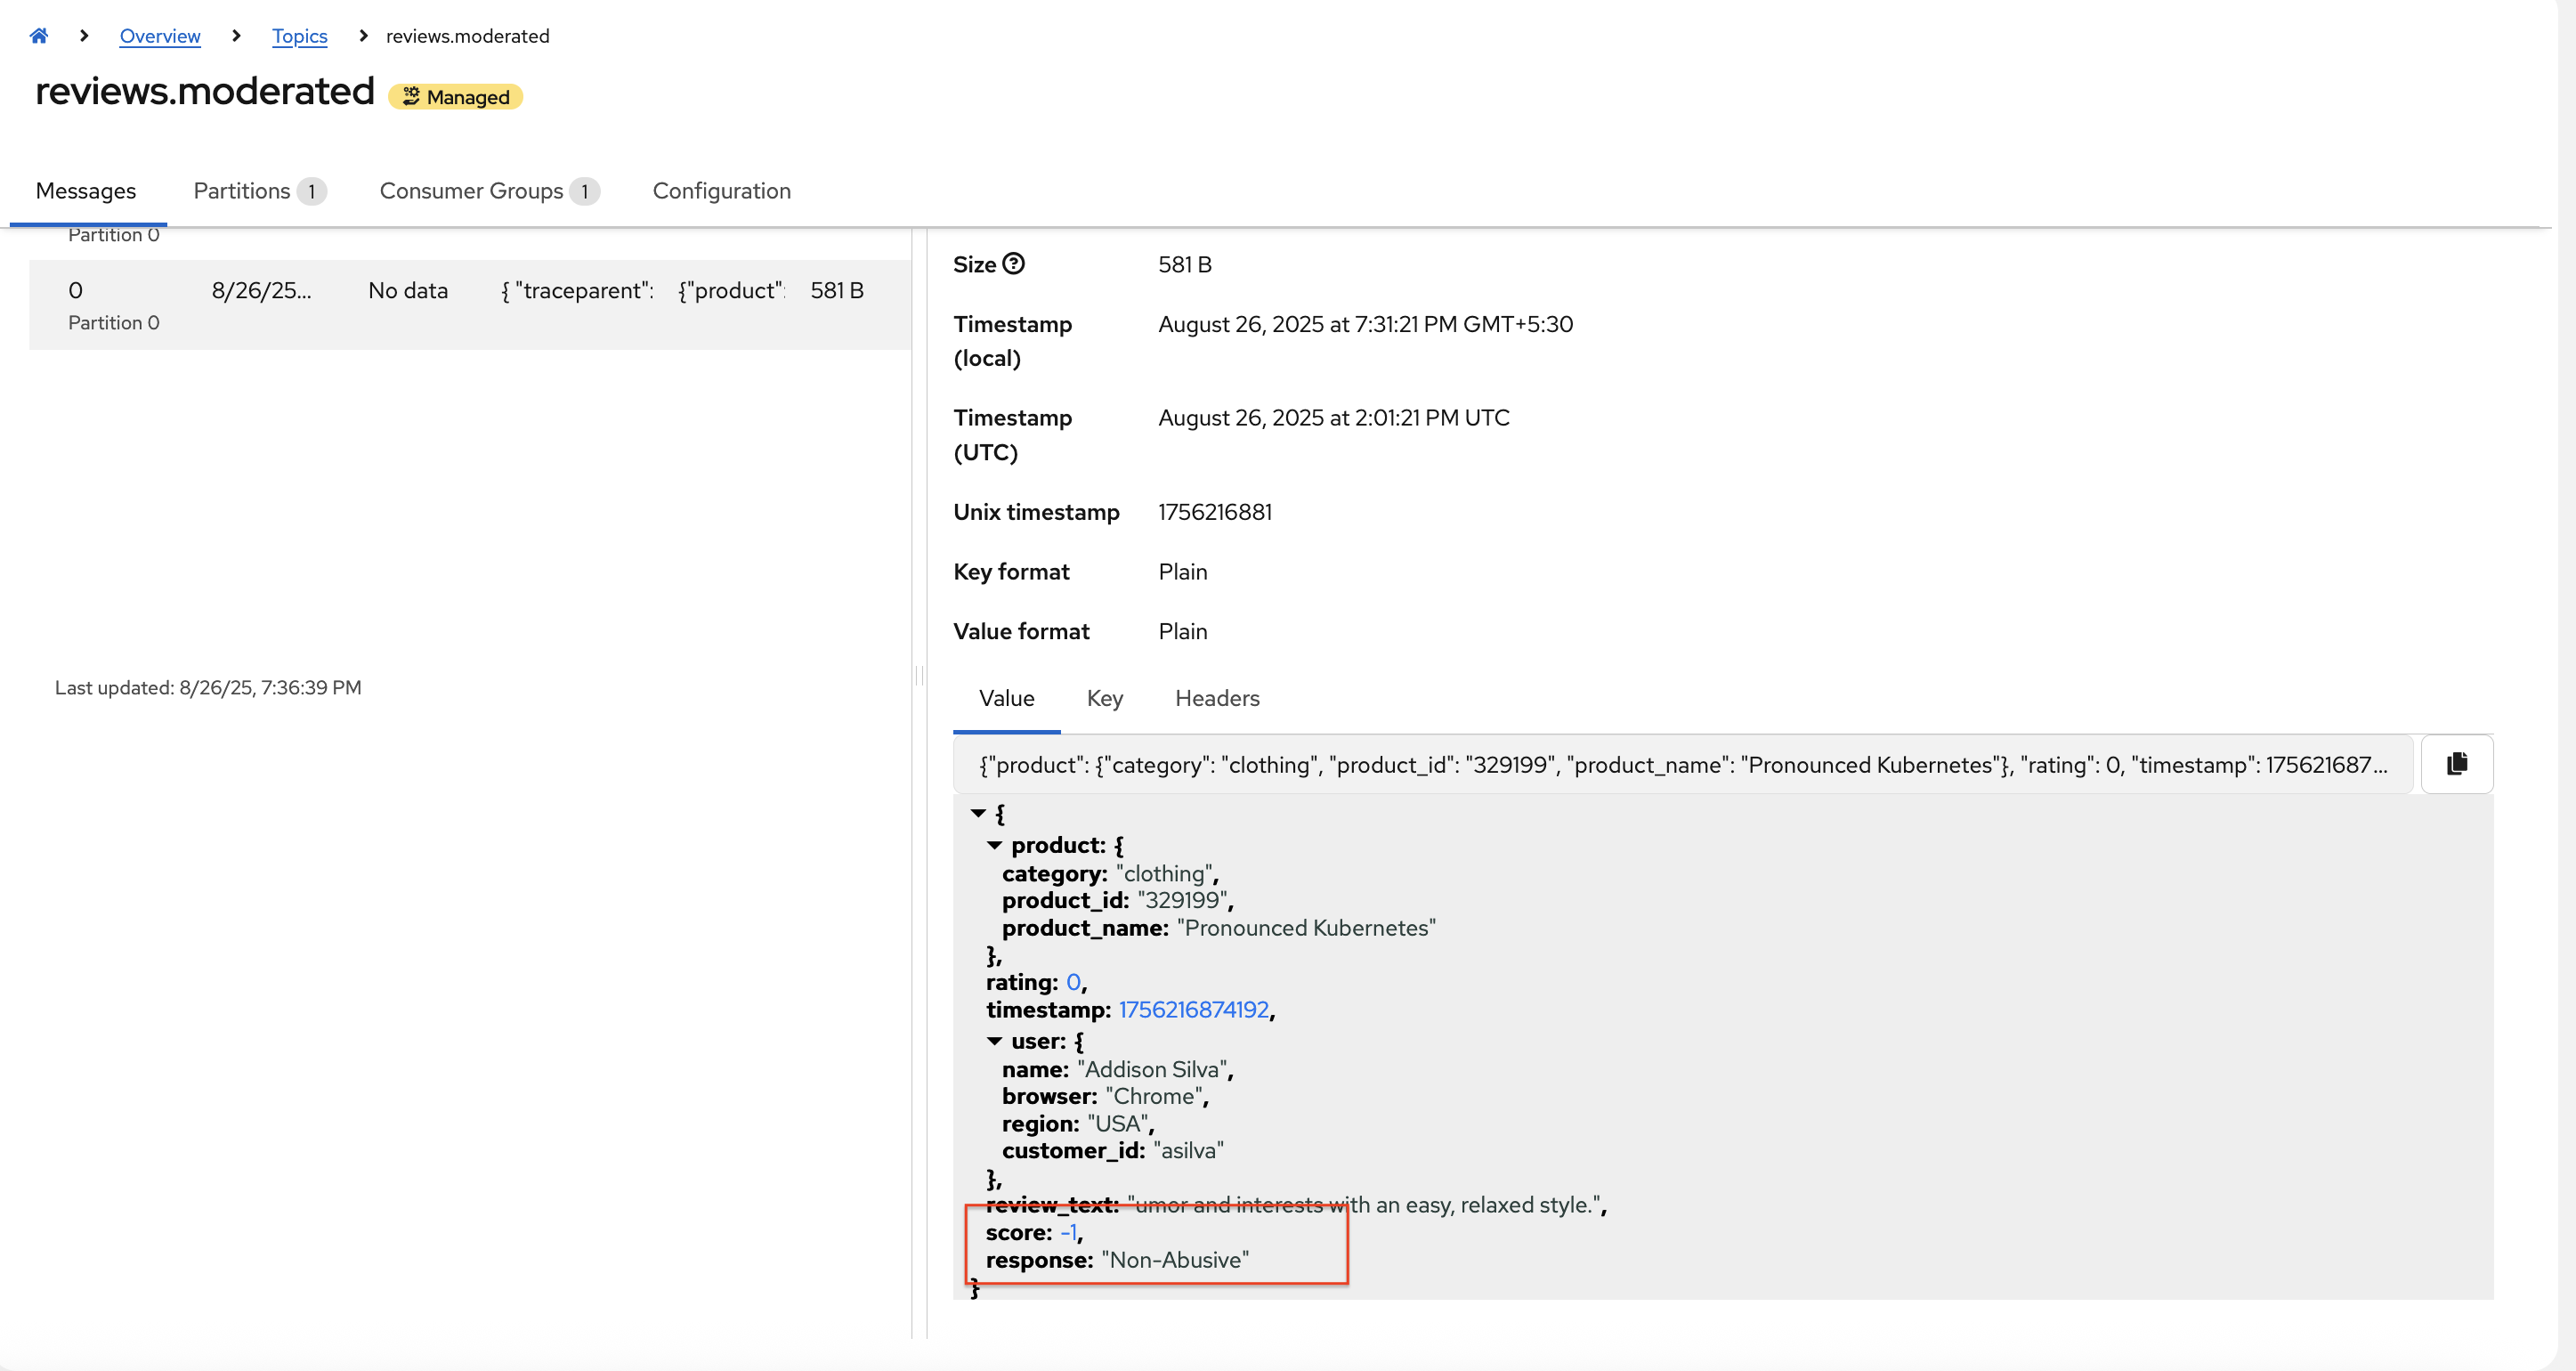 Overview > Topics > reviews.moderated
reviews.moderated Managed
Messages Partitions 1 Consumer Groups 1 Configuration
Partition 0
0 8/26/25... No data { "traceparent": {"product": 581 B
Partition 0
Last updated: 8/26/25, 7:36:39 PM
Size 581 B
Timestamp (local) August 26, 2025 at 7:31:21 PM GMT+5:30
Timestamp (UTC) August 26, 2025 at 2:01:21 PM UTC
Unix timestamp 1756216881
Key format Plain
Value format Plain
Value Key Headers
{"product": {"category": "clothing", "product_id": "329199", "product_name": "Pronounced Kubernetes"}, "rating": 0, "timestamp": 175621687...
{
product: {
category: "clothing",
product_id: "329199",
product_name: "Pronounced Kubernetes"
},
rating: 0,
timestamp: 1756216874192,
user: {
name: "Addison Silva",
browser: "Chrome",
region: "USA",
customer_id: "asilva"
},
review_text: "umor and interests with an easy, relaxed style.",
score: -1,
response: "Non-Abusive"
}